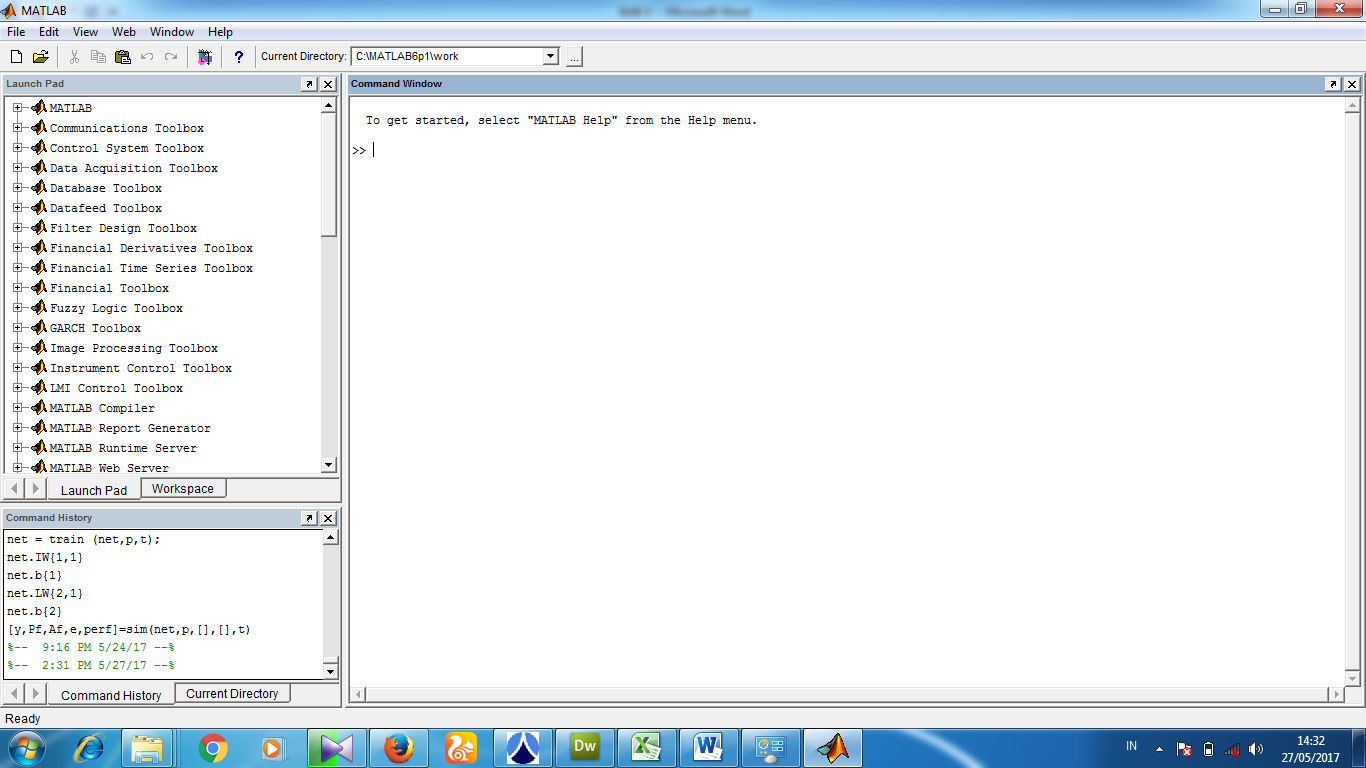 MATLAB
File Edit View Web Window Help
? Current Directory: C:\MATLAB6p1\work ...
Launch Pad
MATLAB
Communications Toolbox
Control System Toolbox
Data Acquisition Toolbox
Database Toolbox
Datafeed Toolbox
Filter Design Toolbox
Financial Derivatives Toolbox
Financial Time Series Toolbox
Financial Toolbox
Fuzzy Logic Toolbox
GARCH Toolbox
Image Processing Toolbox
Instrument Control Toolbox
LMI Control Toolbox
MATLAB Compiler
MATLAB Report Generator
MATLAB Runtime Server
MATLAB Web Server
Launch Pad Workspace
Command History
net = train (net,p,t);
net.IW{1,1}
net.b{1}
net.LW{2,1}
net.b{2}
[y,Pf,Af,e,perf]=sim(net,p,[],[],t)
%-- 9:16 PM 5/24/17 --%
%-- 2:31 PM 5/27/17 --%
Command History Current Directory
Command Window
To get started, select "MATLAB Help" from the Help menu.
>>
Ready
Dw
IN
14:32
27/05/2017